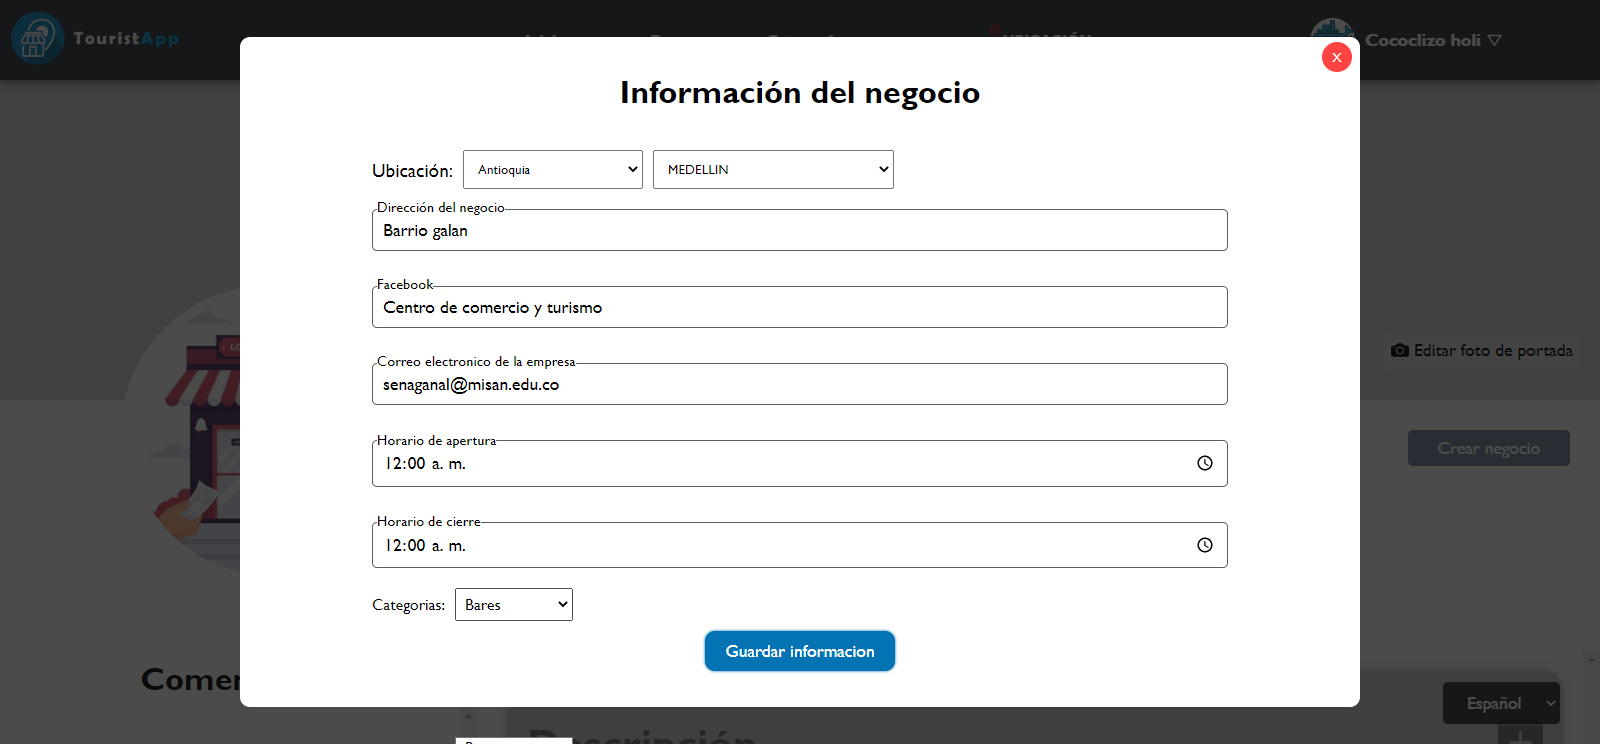 TouristApp
UBICACIÓN
Cococlizo holi ▽
X
Información del negocio
Ubicación: Antioquia MEDELLIN
Dirección del negocio
Barrio galan
Facebook
Centro de comercio y turismo
Editar foto de portada
Correo electronico de la empresa
senaganal@misan.edu.co
Horario de apertura
12:00 a. m.
Crear negocio
Horario de cierre
12:00 a. m.
Categorias: Bares
Guardar informacion
Español
Descripción